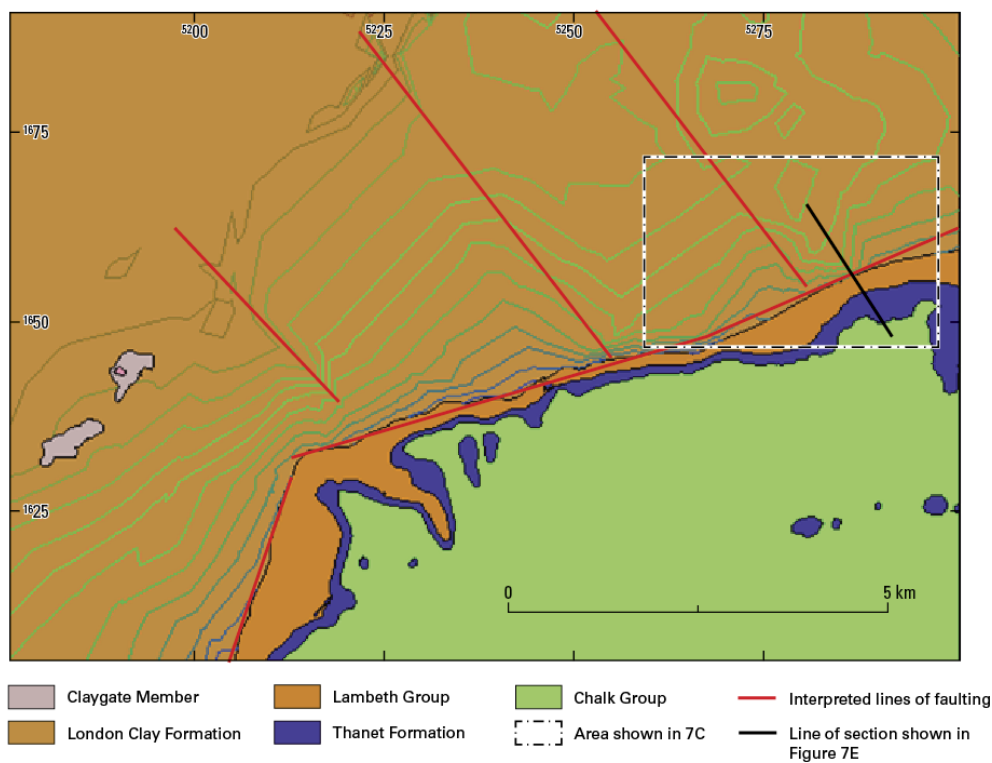 5200
5225
5250
5275
1675
1650
1625
0
5 km
Claygate Member
Lambeth Group
Chalk Group
Interpreted lines of faulting
London Clay Formation
Thanet Formation
Area shown in 7C
Line of section shown in
Figure 7E